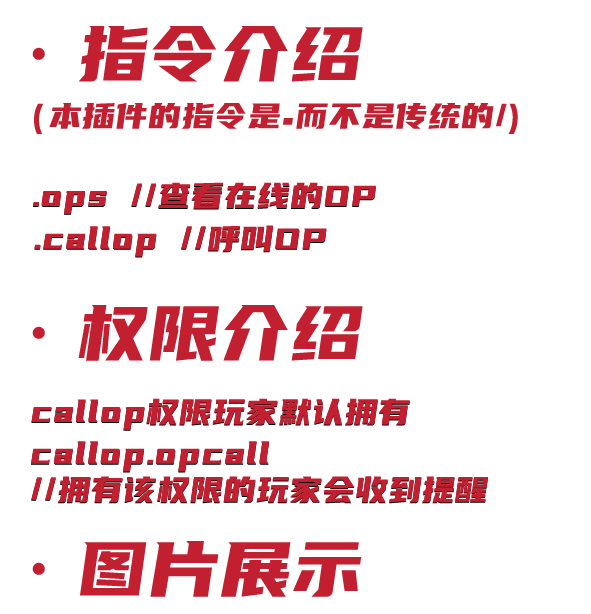 · 指令介绍
(本插件的指令是.而不是传统的/)
.ops //查看在线的OP
.callop //呼叫OP
· 权限介绍
callop权限玩家默认拥有
callop.opcall
//拥有该权限的玩家会收到提醒
· 图片展示